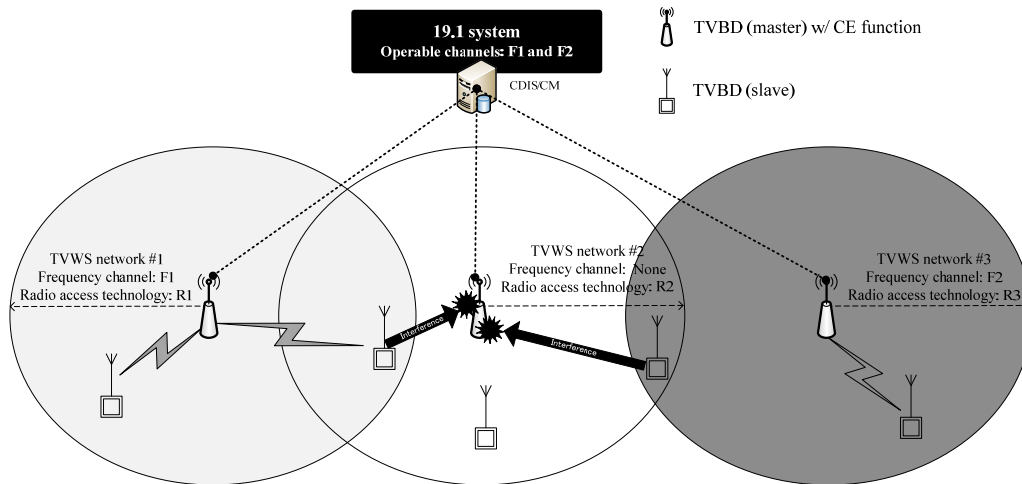 19.1 system
Operable channels: F1 and F2
CDIS/CM
TVBD (master) w/ CE function
TVBD (slave)
TVWS network #1
Frequency channel: F1
Radio access technology: R1
TVWS network #2
Frequency channel: None
Radio access technology: R2
TVWS network #3
Frequency channel: F2
Radio access technology: R3
Interference
Interference